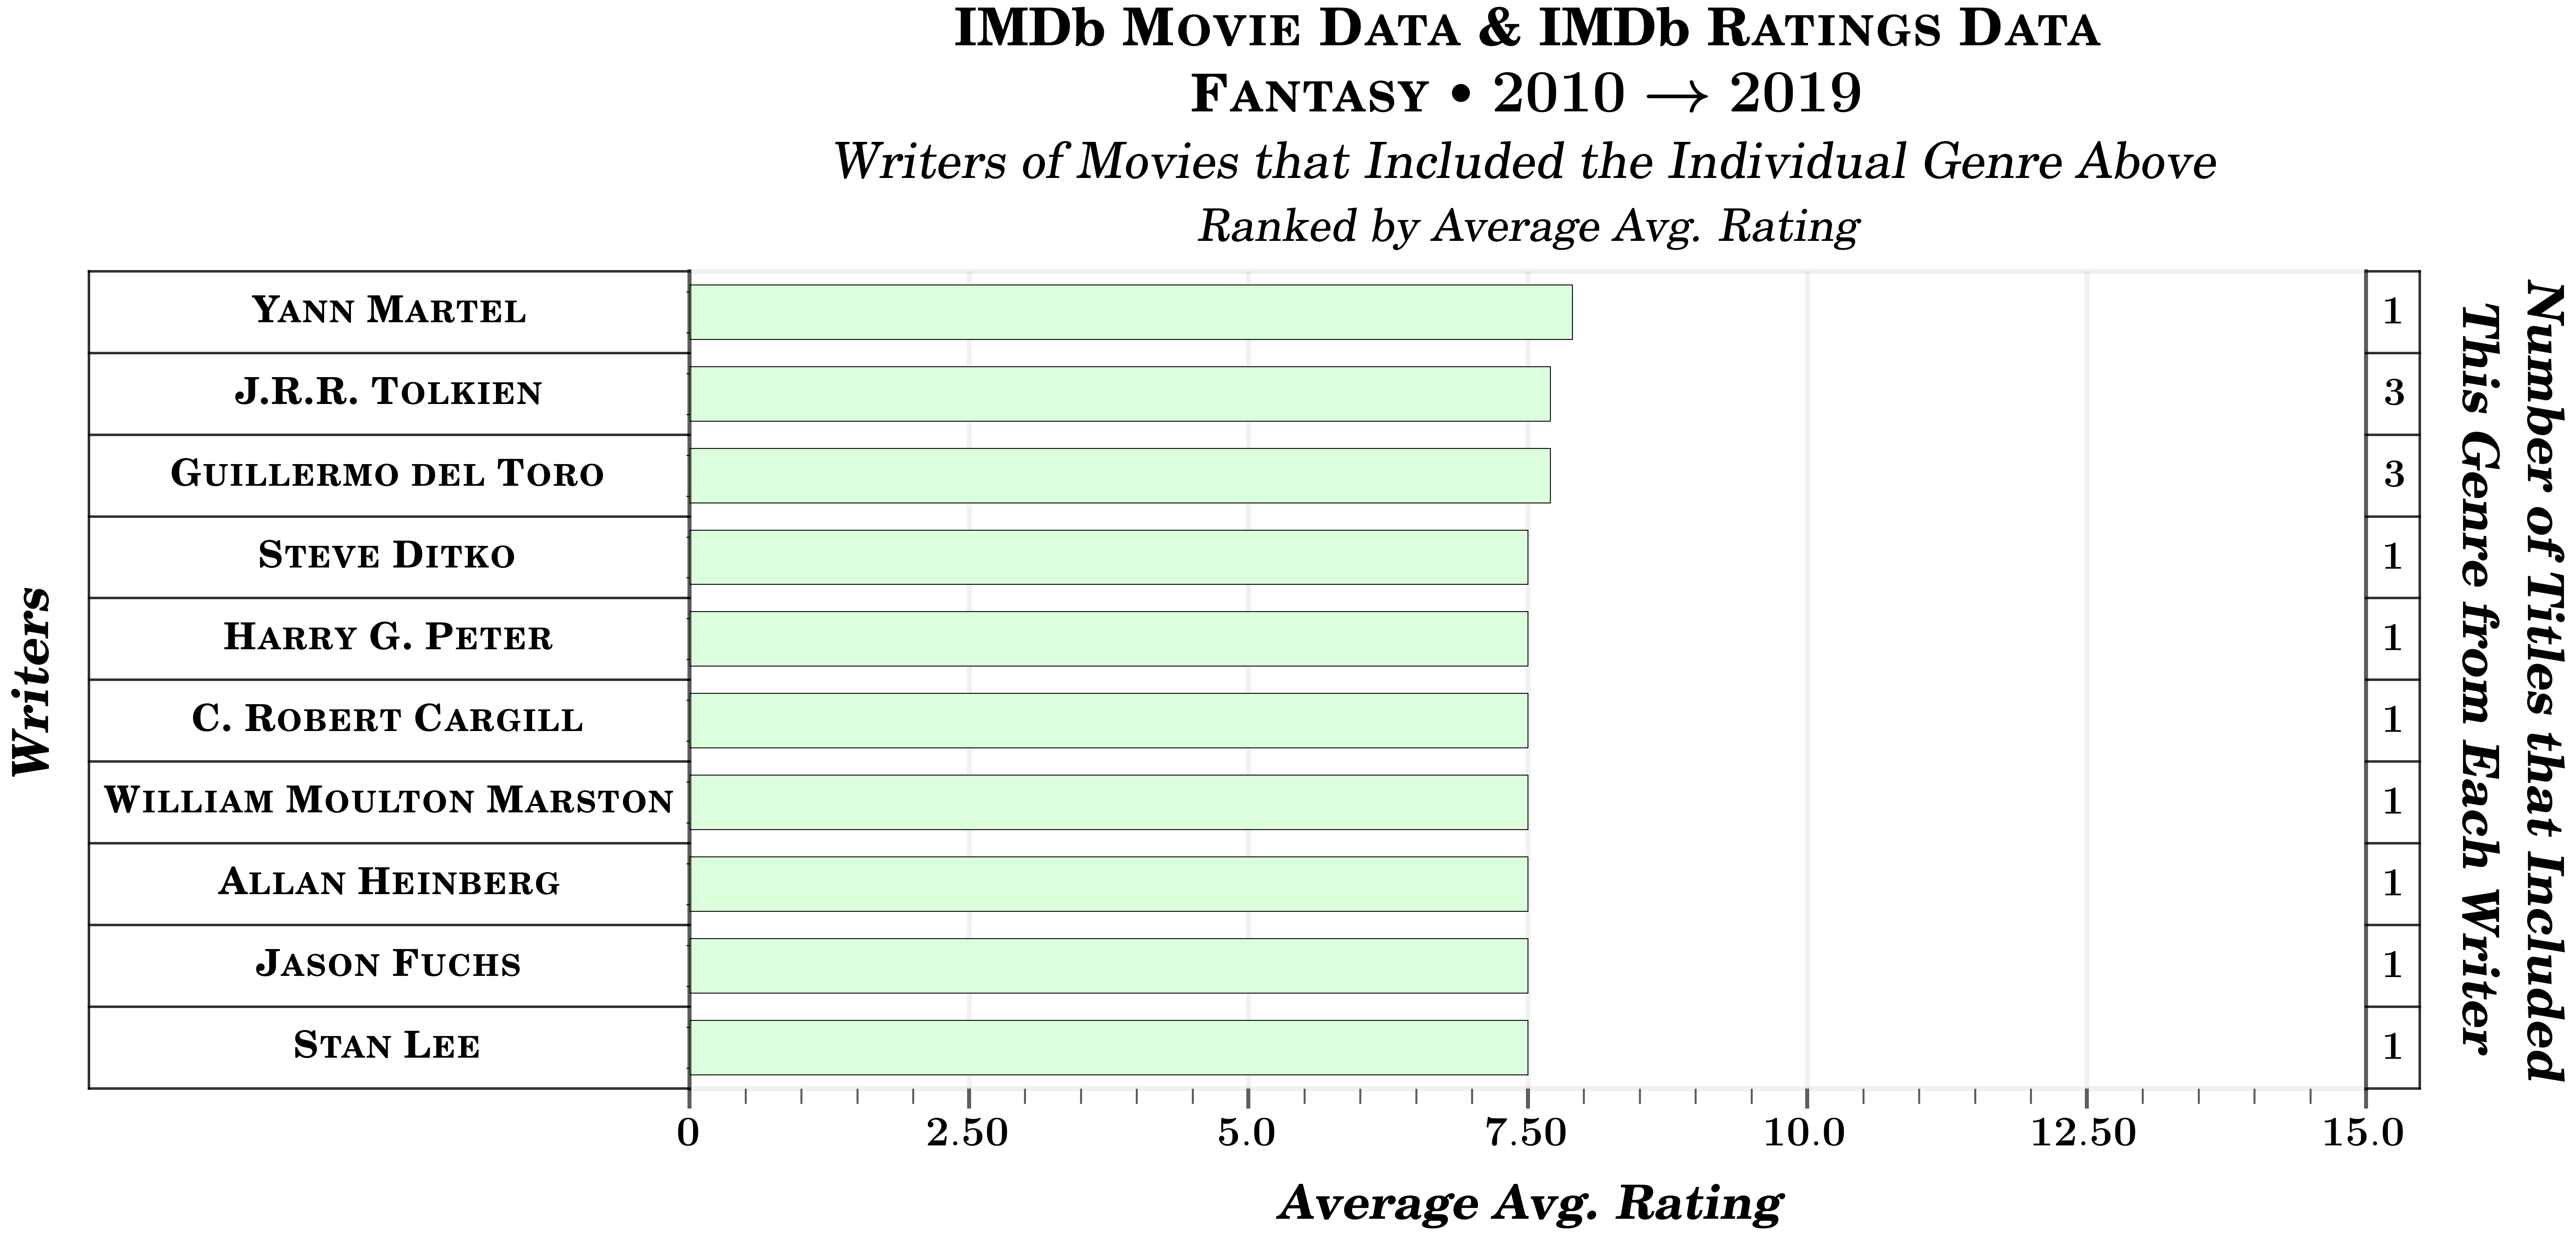 IMDb Movie Data & IMDb Ratings Data
Fantasy • 2010 → 2019
Writers of Movies that Included the Individual Genre Above
Ranked by Average Avg. Rating
Writers
Yann Martel 1
J.R.R. Tolkien 3
Guillermo del Toro 3
Steve Ditko 1
Harry G. Peter 1
C. Robert Cargill 1
William Moulton Marston 1
Allan Heinberg 1
Jason Fuchs 1
Stan Lee 1
0 2.50 5.0 7.50 10.0 12.50 15.0
Average Avg. Rating
Number of Titles that Included
This Genre from Each Writer